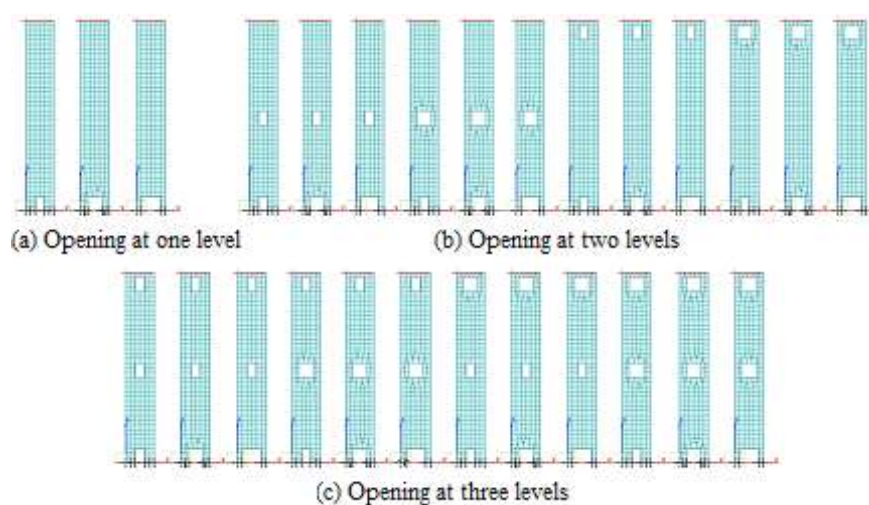 (a) Opening at one level
(b) Opening at two levels
(c) Opening at three levels